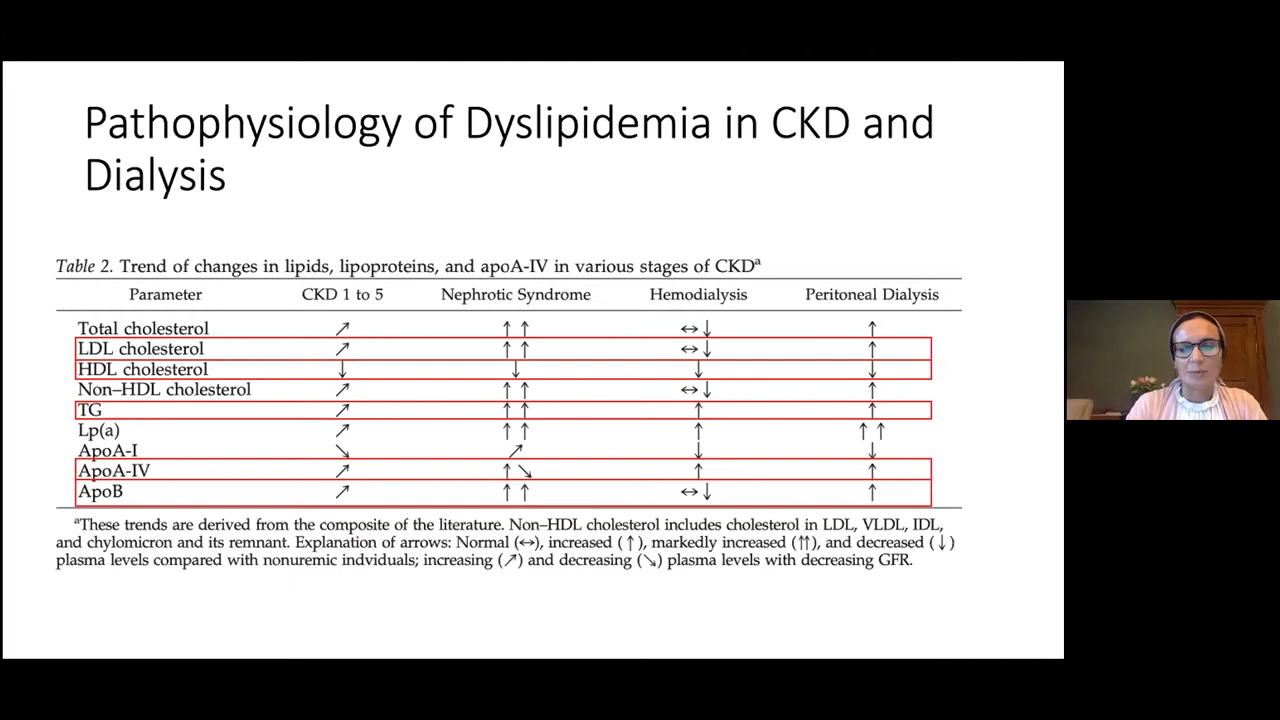 Pathophysiology of Dyslipidemia in CKD and
Dialysis
Table 2. Trend of changes in lipids, lipoproteins, and apoA-IV in various stages of CKDa
Parameter CKD 1 to 5 Nephrotic Syndrome Hemodialysis Peritoneal Dialysis
Total cholesterol ↗ ↑↑ ↔↓ ↑
LDL cholesterol ↗ ↑↑ ↔↓ ↑
HDL cholesterol ↓ ↓ ↓ ↓
Non–HDL cholesterol ↗ ↑↑ ↔↓ ↑
TG ↗ ↑↑ ↑ ↑
Lp(a) ↗ ↑↑ ↑ ↑↑
ApoA-I ↘ ↗ ↓ ↓
ApoA-IV ↗ ↑↘ ↑ ↑
ApoB ↗ ↑↑ ↔↓ ↑
aThese trends are derived from the composite of the literature. Non–HDL cholesterol includes cholesterol in LDL, VLDL, IDL,
and chylomicron and its remnant. Explanation of arrows: Normal (↔), increased (↑), markedly increased (⇈), and decreased (↓)
plasma levels compared with nonuremic indviduals; increasing (↗) and decreasing (↘) plasma levels with decreasing GFR.